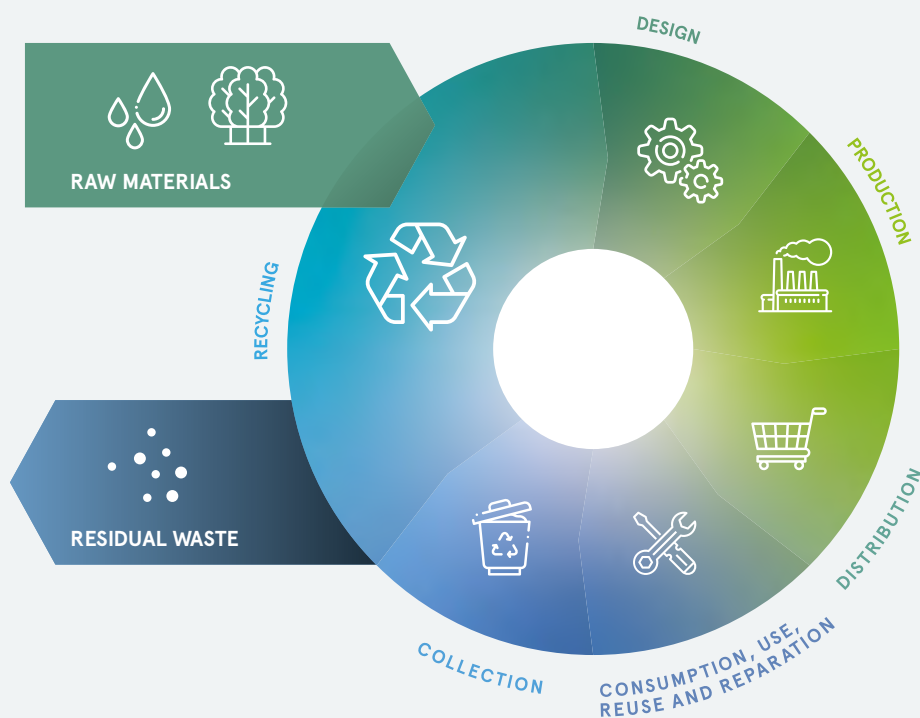 DESIGN
RAW MATERIALS
PRODUCTION
RECYCLING
DISTRIBUTION
RESIDUAL WASTE
CONSUMPTION, USE,
REUSE AND REPARATION
COLLECTION